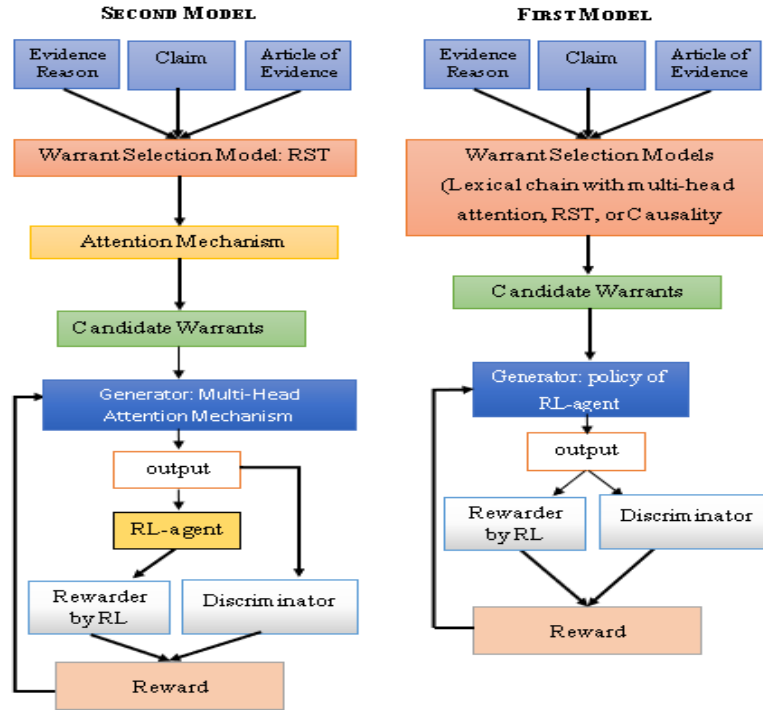 SECOND MODEL
Evidence
Reason
Claim
Article of
Evidence
Warrant Selection Model: RST
Attention Mechanism
Candidate Warrants
Generator: Multi-Head
Attention Mechanism
output
RL-agent
Rewarder
by RL
Discriminator
Reward
FIRST MODEL
Evidence
Reason
Claim
Article of
Evidence
Warrant Selection Models
(Lexical chain with multi-head
attention, RST, or Causality
Candidate Warrants
Generator: policy of
RL-agent
output
Rewarder
by RL
Discriminator
Reward